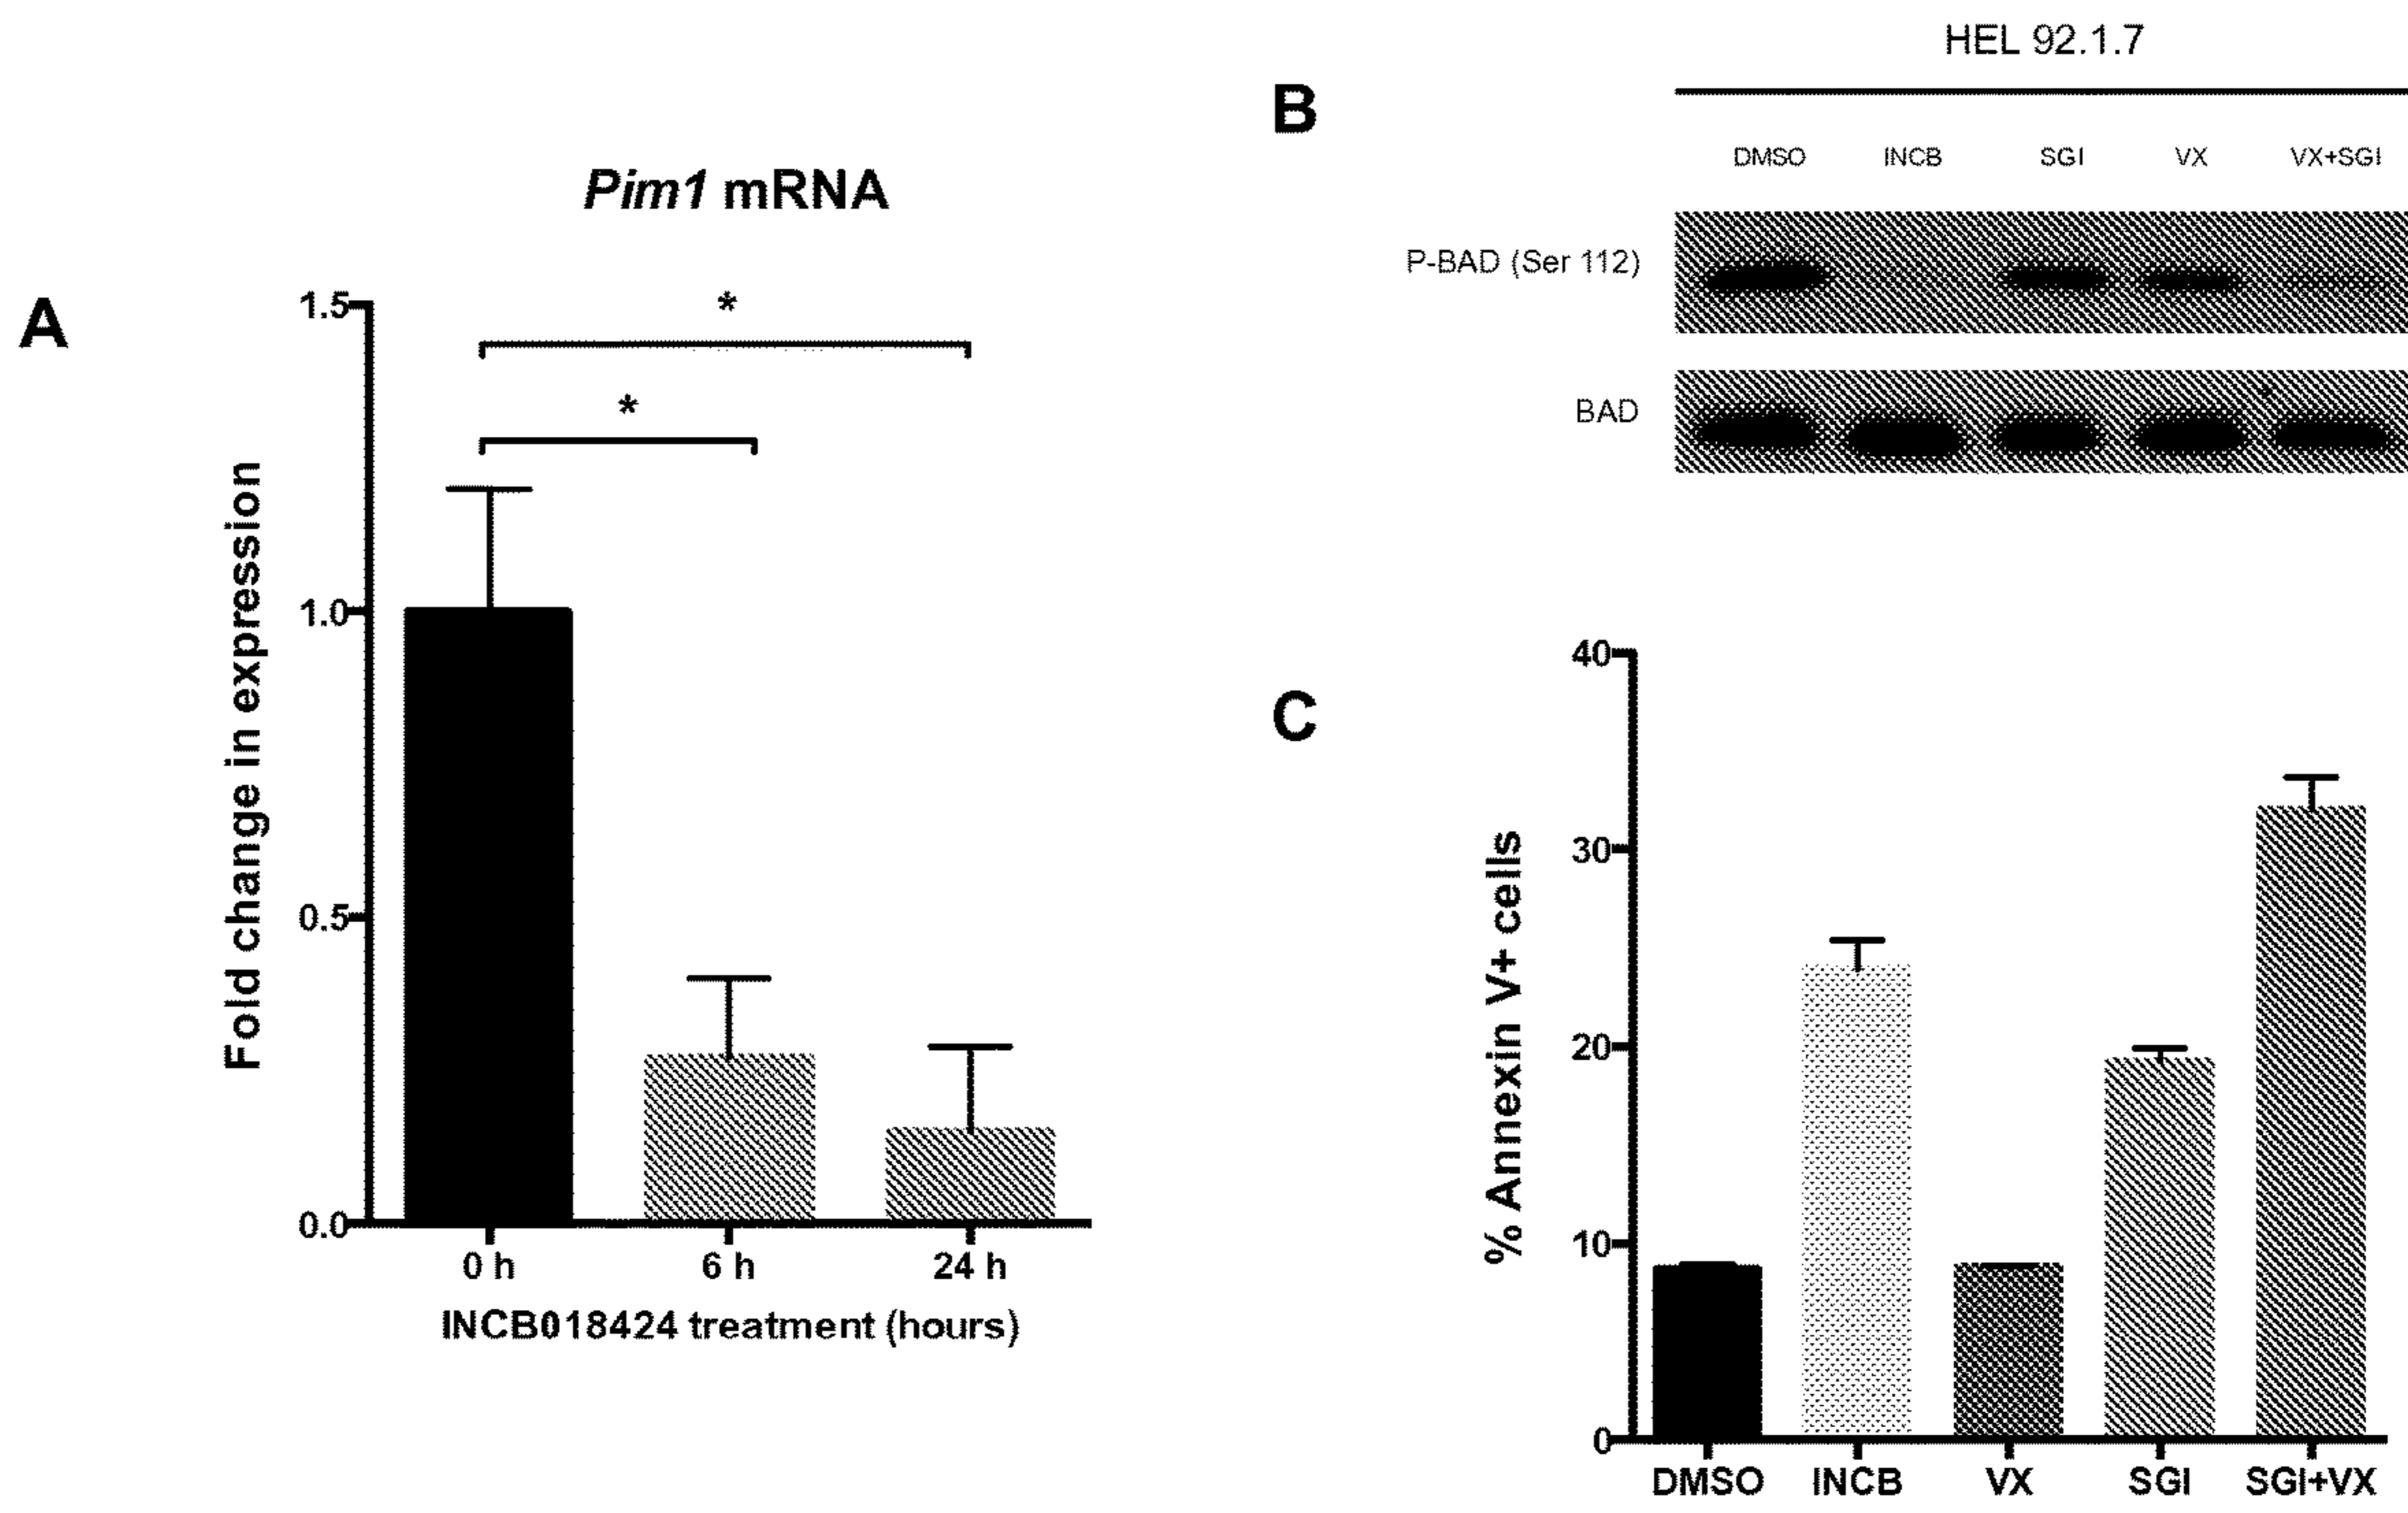 A
Pim1 mRNA
Fold change in expression
1.5
1.0
0.5
0.0
*
*
0 h 6 h 24 h
INCB018424 treatment (hours)
B
HEL 92.1.7
DMSO INCB SGI VX VX+SGI
P-BAD (Ser 112)
BAD
C
% Annexin V+ cells
40
30
20
10
0
DMSO INCB VX SGI SGI+VX